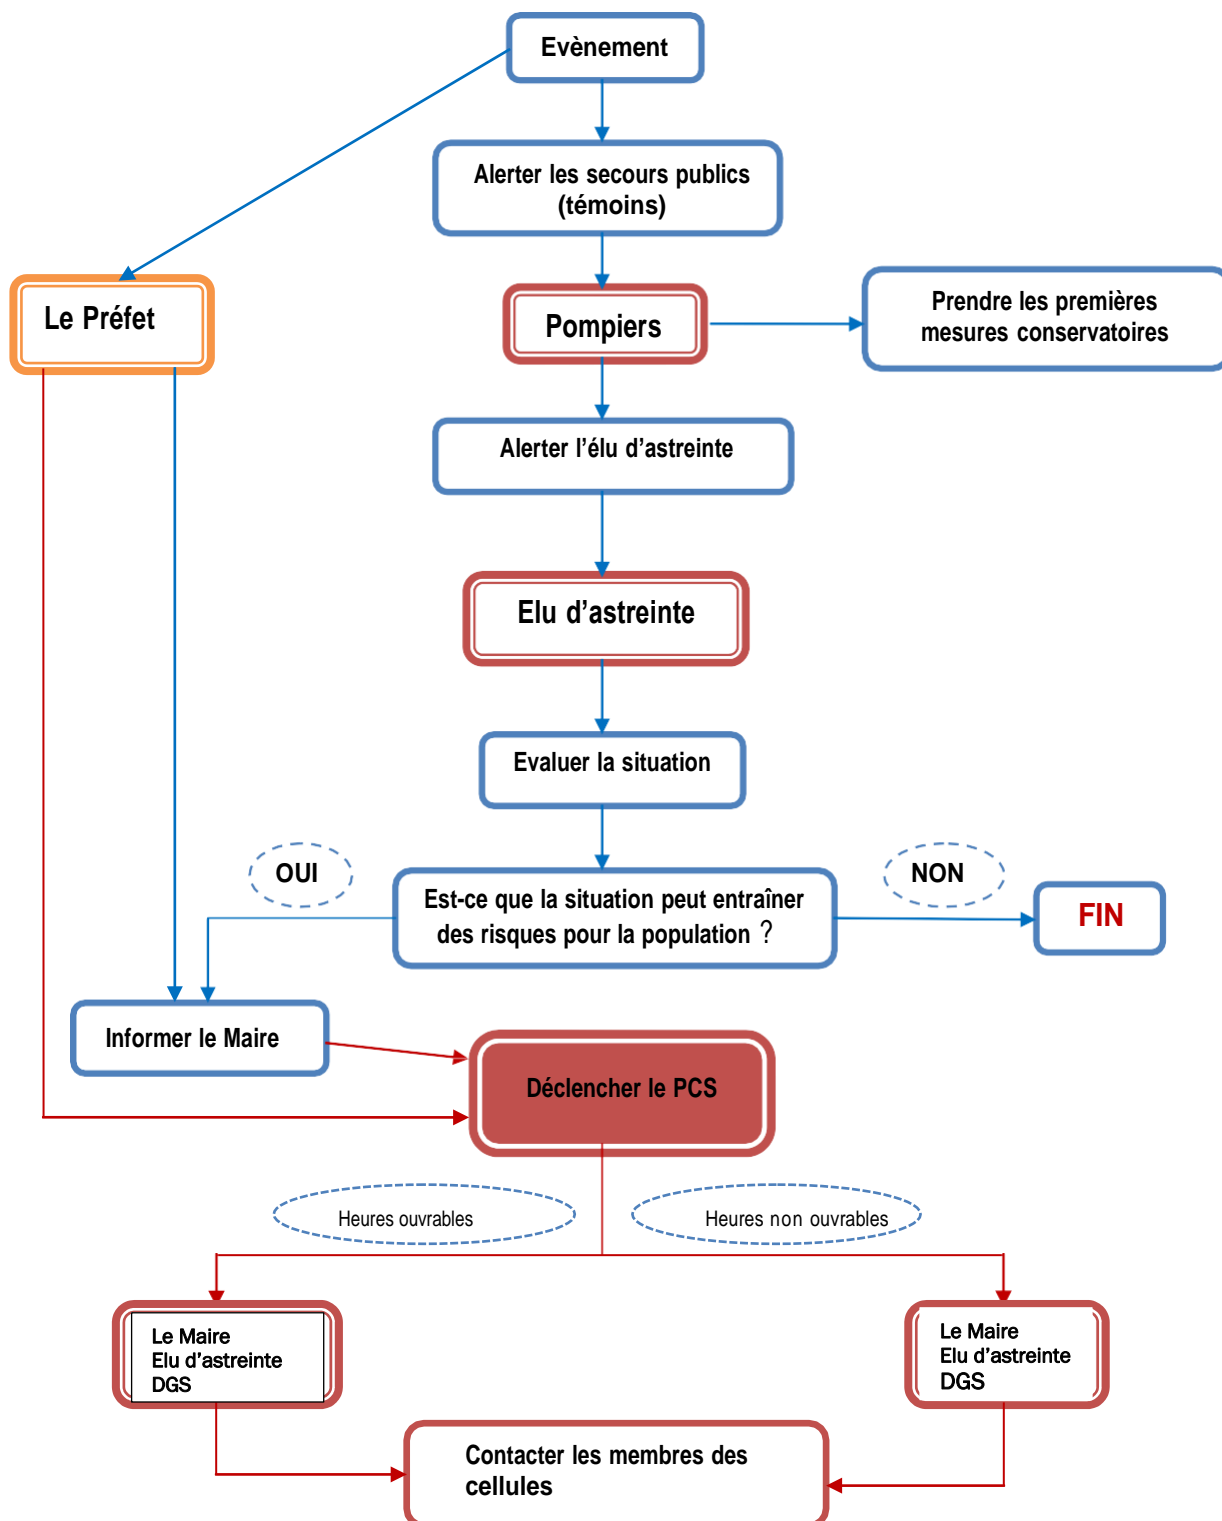 Evènement
Alerter les secours publics
(témoins)
Le Préfet
Pompiers
Prendre les premières
mesures conservatoires
Alerter l’élu d’astreinte
Elu d’astreinte
Evaluer la situation
OUI
Est-ce que la situation peut entraîner
des risques pour la population ?
NON
FIN
Informer le Maire
Déclencher le PCS
Heures ouvrables
Heures non ouvrables
Le Maire
Elu d’astreinte
DGS
Le Maire
Elu d’astreinte
DGS
Contacter les membres des
cellules